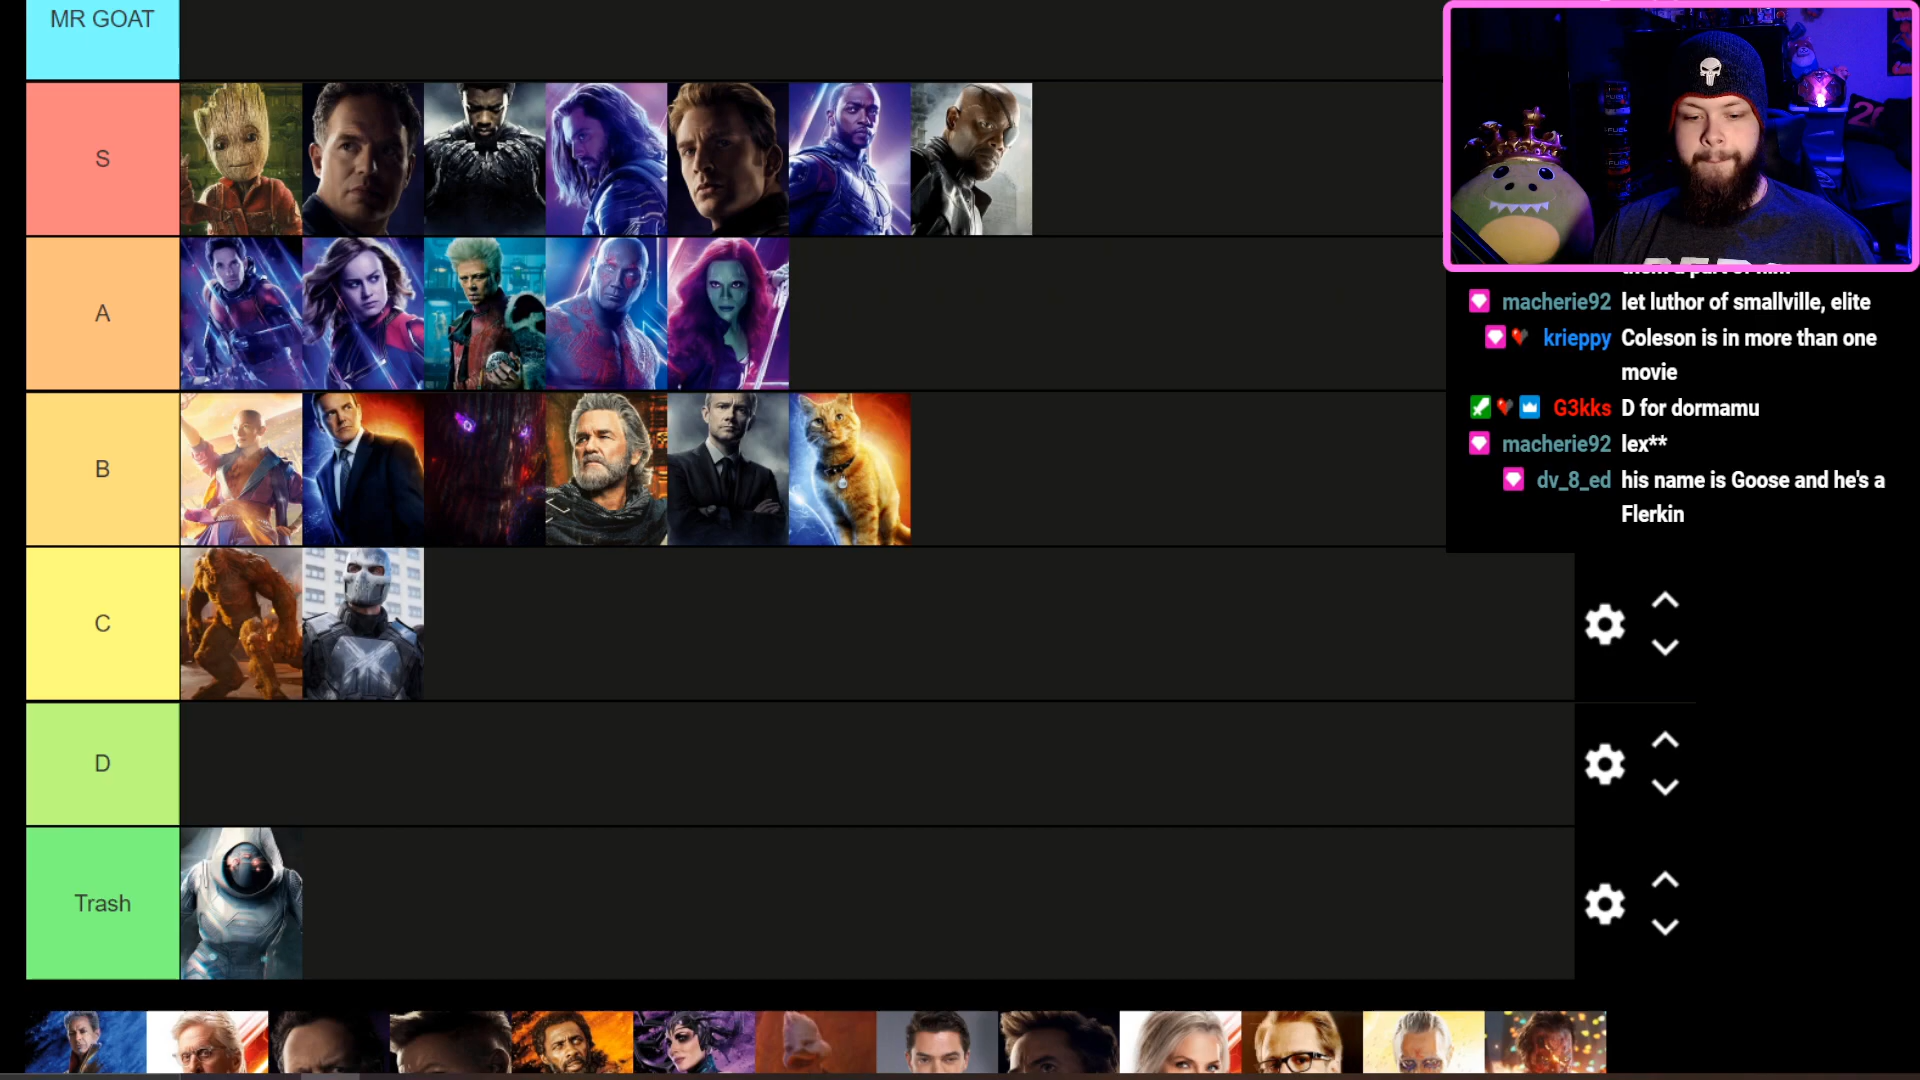 MR GOAT
S
A
B
C
D
Trash
macherie92 let luthor of smallville, elite
krieppy Coleson is in more than one
movie
G3kks D for dormamu
macherie92 lex**
dv_8_ed his name is Goose and he's a
Flerkin